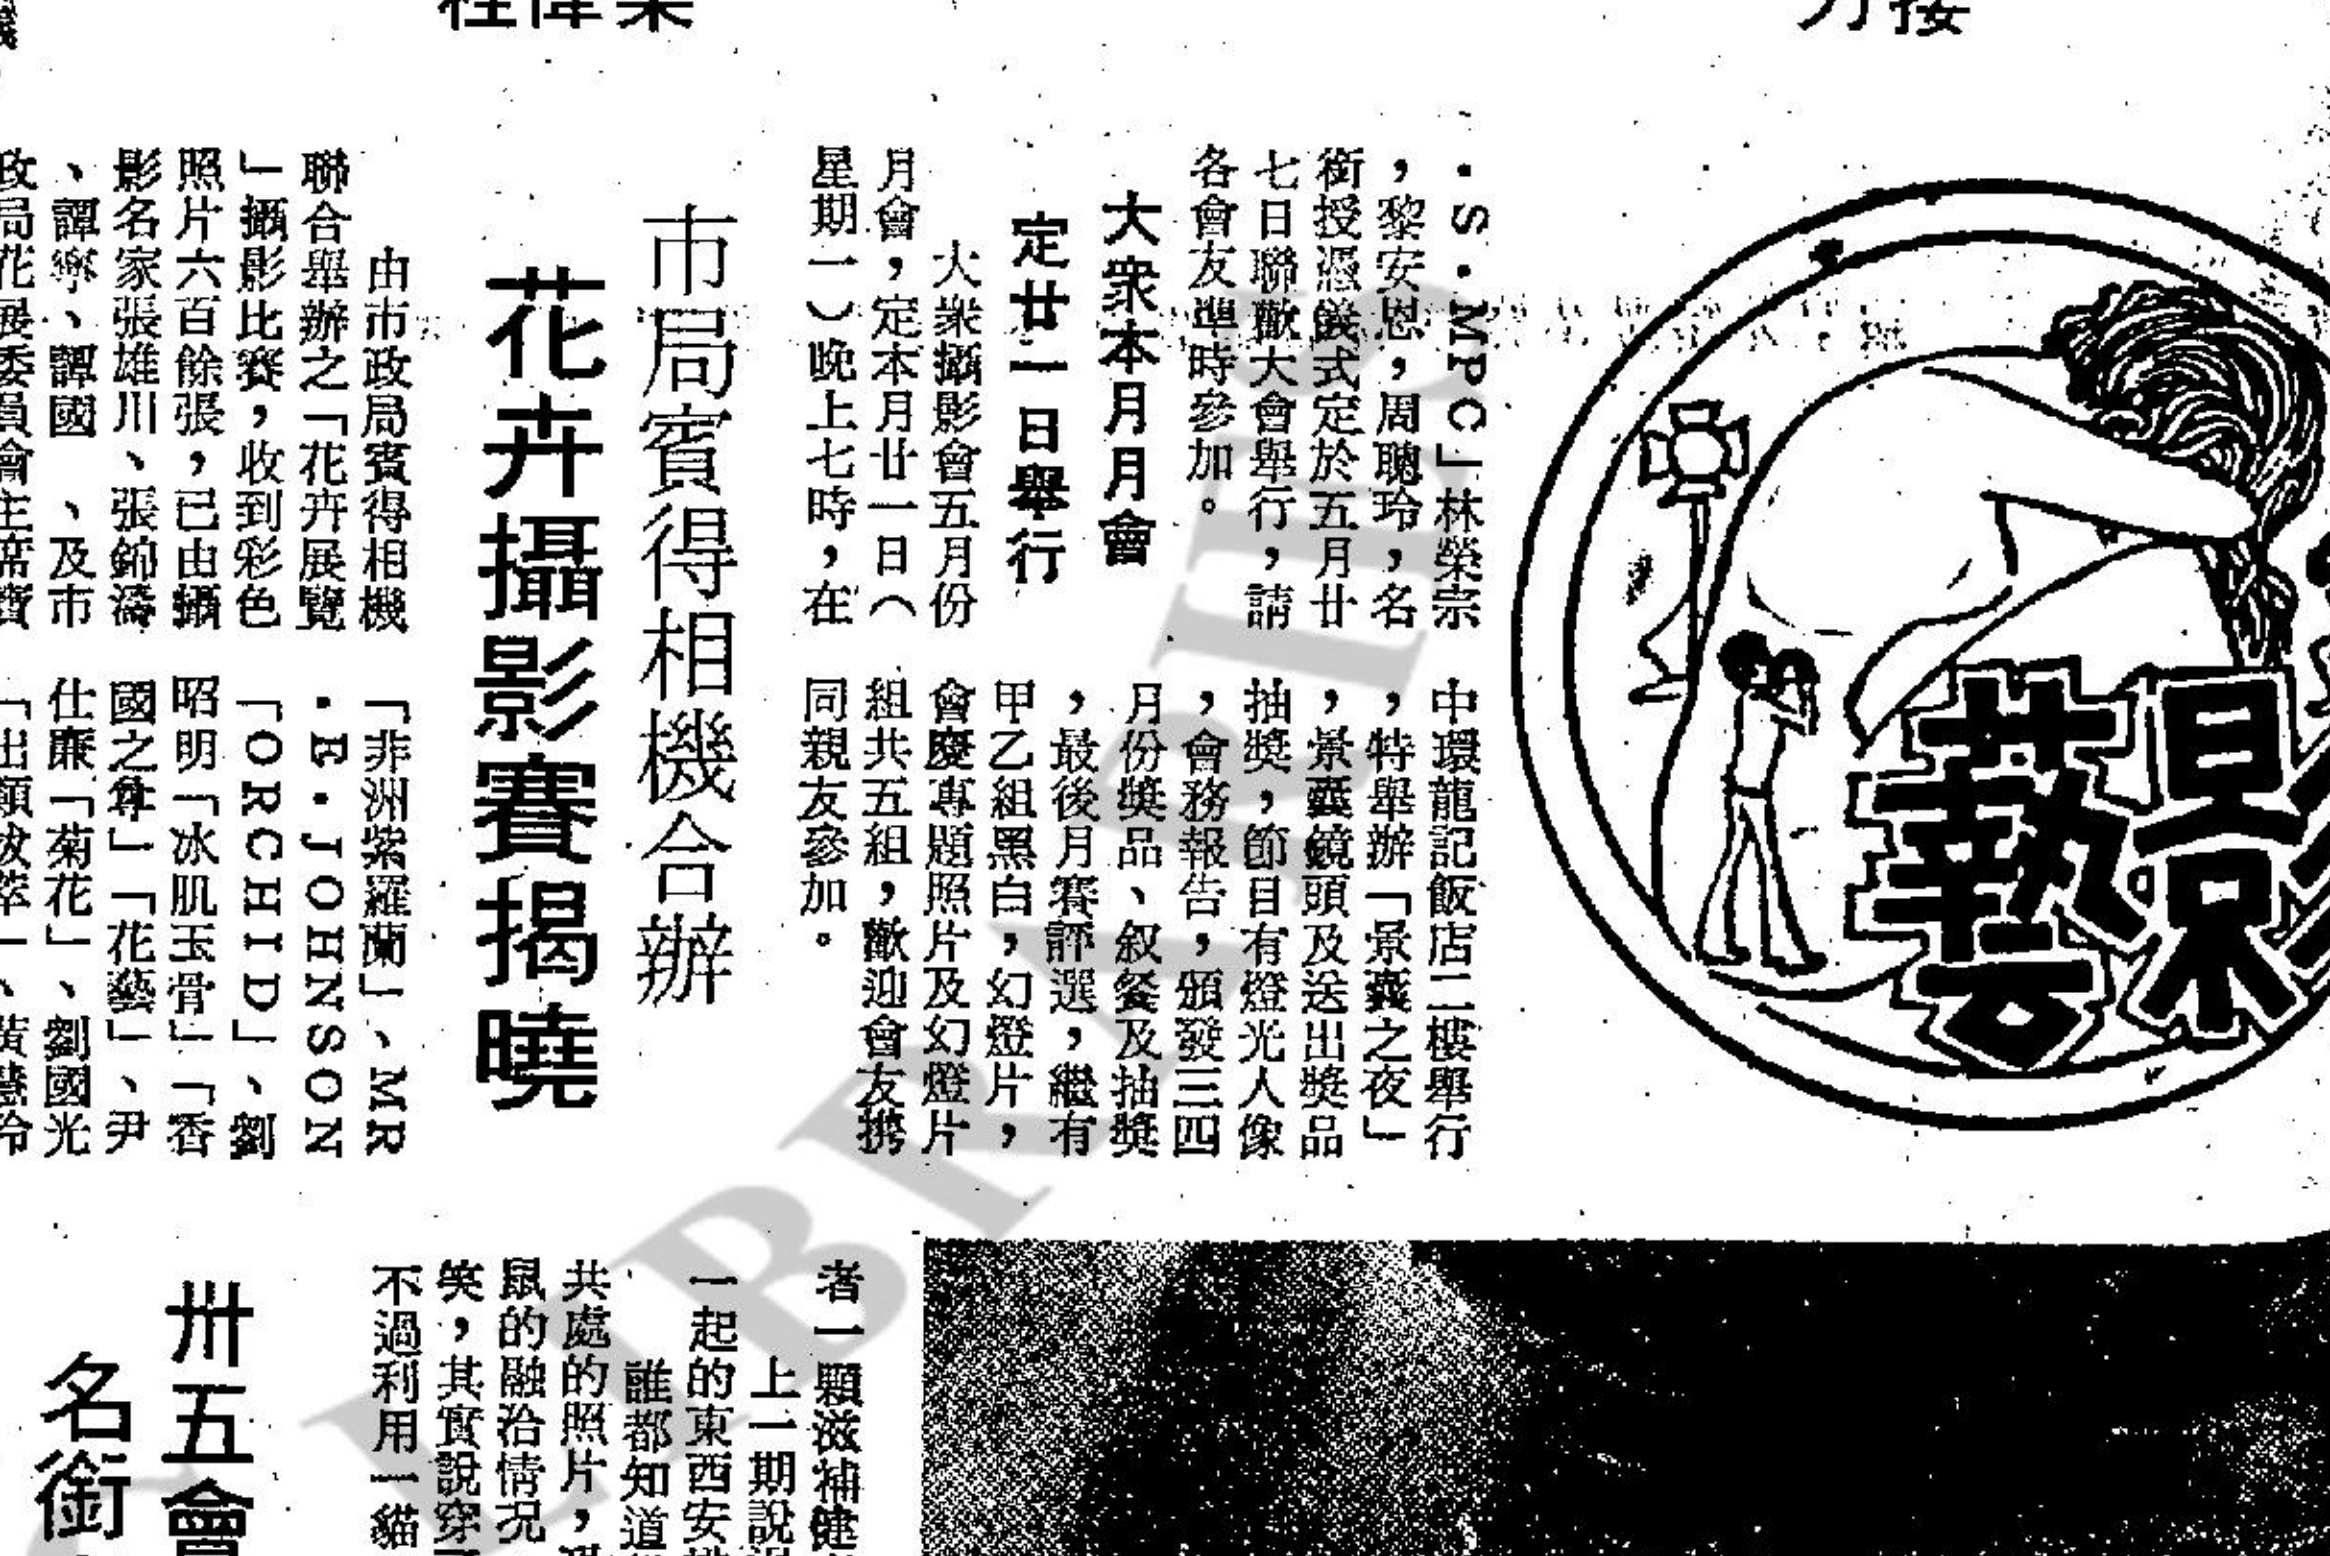 接力
藝影
・S・MPC」林榮宗
，黎安恩，周聰玲，名
銜授憑儀式定於五月廿
七日聯歡大會舉行，請
各會友準時參加。
大衆本月月會
定廿一日舉行
大衆攝影會五月份
月會，定本月廿一日（
星期一）晚上七時，在
中環龍記飯店二樓舉行
，特舉辦「景囊之夜」
，景囊鏡頭及送出獎品
抽獎，節目有燈光人像
，會務報告，頒發三四
月份獎品、叙餐及抽獎
，最後月賽評選，繼有
甲乙組黑白，幻燈片，
會慶專題照片及幻燈片
組共五組，歡迎會友携
同親友參加。
市局賓得相機合辦
花卉攝影賽揭曉
由市政局賓得相機
聯合舉辦之「花卉展覽
」攝影比賽，收到彩色
照片六百餘張，已由攝
影名家張雄川、張錦濤
、譚寧、譚國 、及市
政局花展委員會主席賓
「非洲紫羅蘭」、MR
・E・JOHNSON
「ORCHID」、劉
昭明「冰肌玉骨」「香
國之尊」「花藝」、尹
仕廉「菊花」、劉國光
「出類拔萃」、黃慧玲
者一顆滋補健
上一期說
一起的東西安
誰都知道
共處的照片，
鼠的融洽情况
笑，其實說穿
不過利用一貓
卅五會
名銜
LIBRARIES